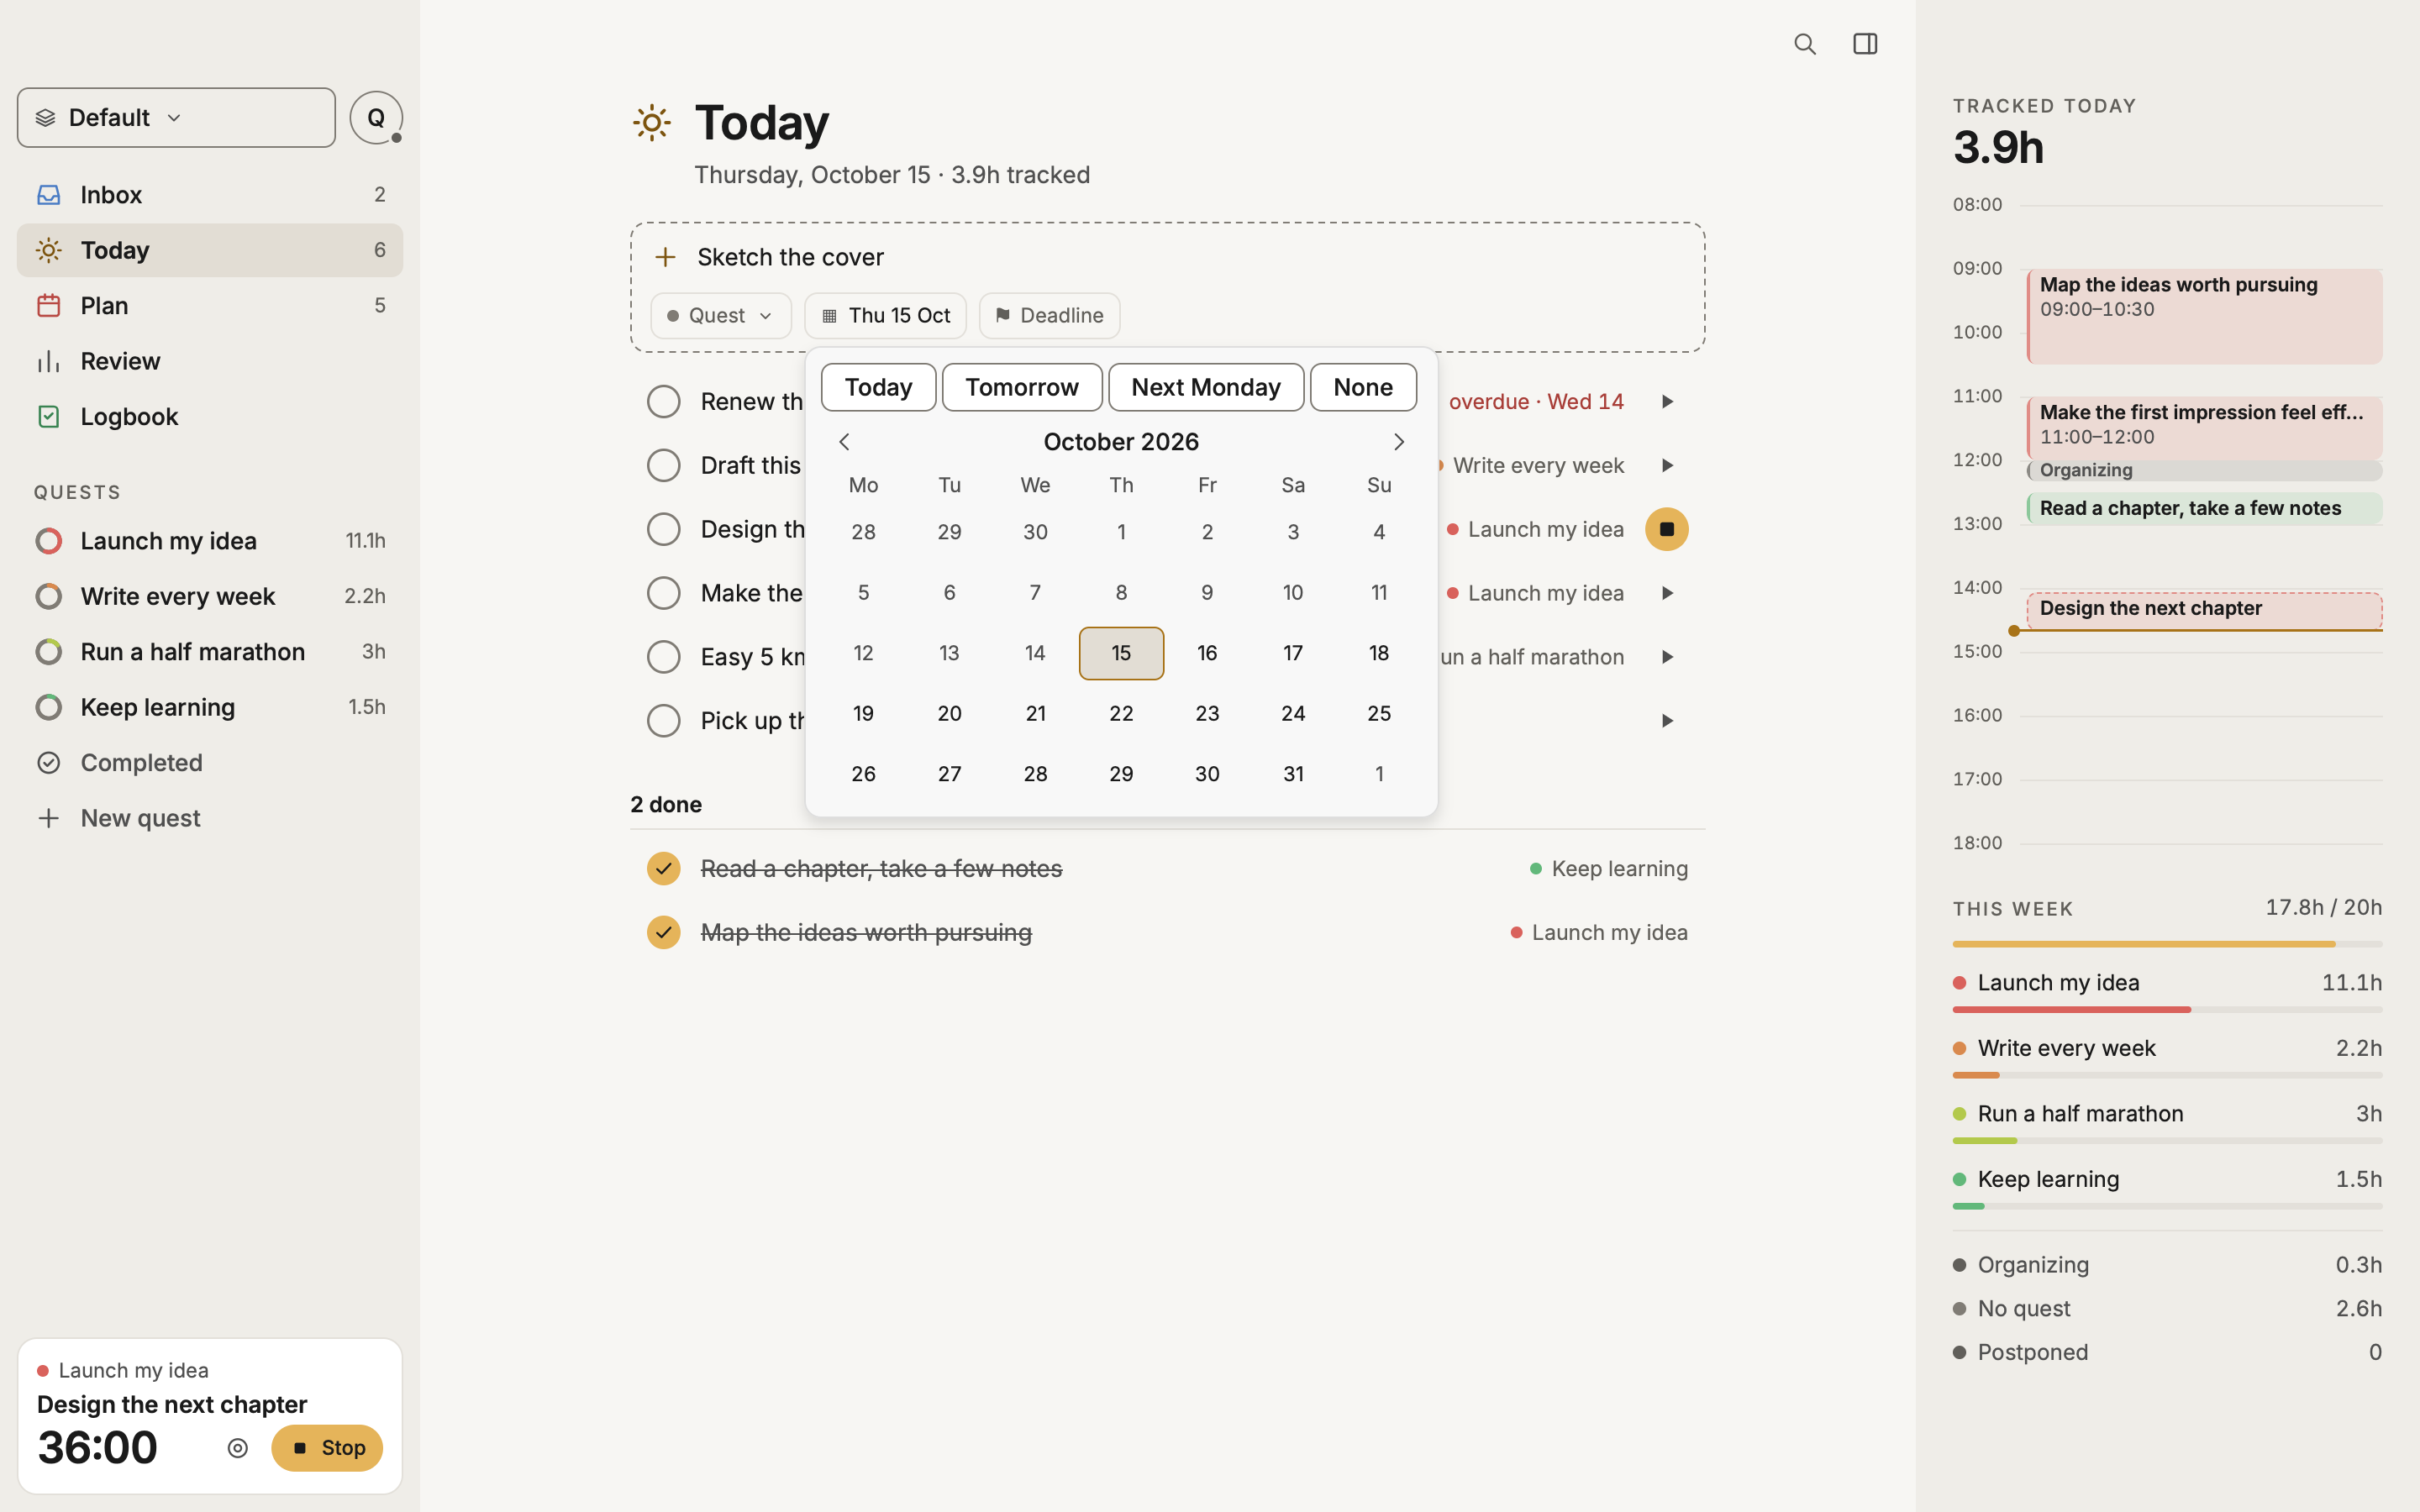 Default
Q
Inbox 2
Today 6
Plan 5
Review
Logbook
QUESTS
Launch my idea 11.1h
Write every week 2.2h
Run a half marathon 3h
Keep learning 1.5h
Completed
New quest
Launch my idea
Design the next chapter
36:00
Stop
Today
Thursday, October 15 · 3.9h tracked
Sketch the cover
Quest
Thu 15 Oct
Deadline
Today Tomorrow Next Monday None
October 2026
Mo Tu We Th Fr Sa Su
28 29 30 1 2 3 4
5 6 7 8 9 10 11
12 13 14 15 16 17 18
19 20 21 22 23 24 25
26 27 28 29 30 31 1
Renew
overdue · Wed 14
Draft this
Write every week
Design
Launch my idea
Make the
Launch my idea
Easy 5
a half marathon
Pick up
2 done
Read a chapter, take a few notes Keep learning
Map the ideas worth pursuing Launch my idea
TRACKED TODAY
3.9h
08:00
09:00
Map the ideas worth pursuing
09:00–10:30
10:00
11:00
Make the first impression feel eff...
11:00–12:00
12:00
Organizing
Read a chapter, take a few notes
13:00
14:00
Design the next chapter
15:00
16:00
17:00
18:00
THIS WEEK 17.8h / 20h
Launch my idea 11.1h
Write every week 2.2h
Run a half marathon 3h
Keep learning 1.5h
Organizing 0.3h
No quest 2.6h
Postponed 0